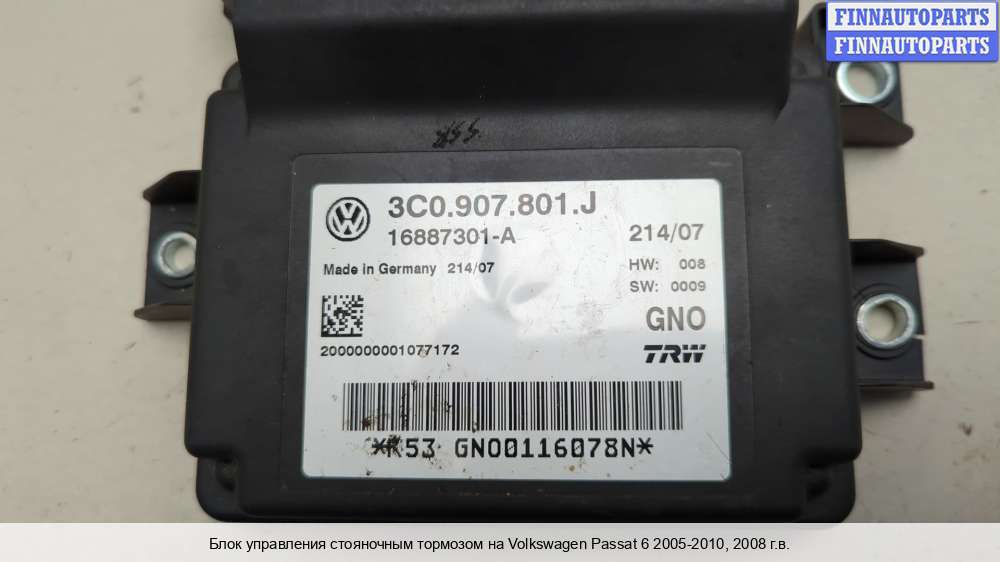 FINNAUTOPARTS
FINNAUTOPARTS
3C0.907.801.J
16887301-A
214/07
Made in Germany 214/07
HW: 008
SW: 0009
GNO
2000000001077172
TRW
*K53 GNO0116078N*
Блок управления стояночным тормозом на Volkswagen Passat 6 2005-2010, 2008 г.в.